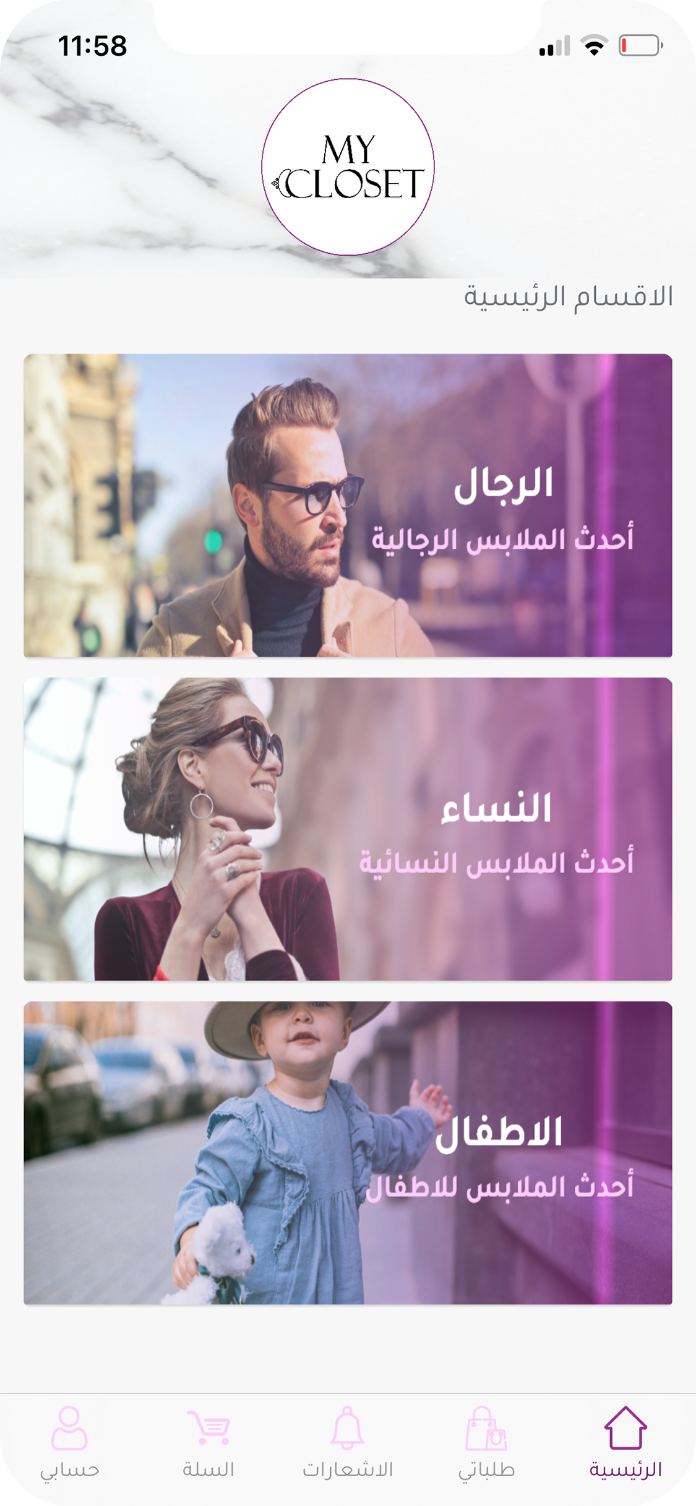 11:58
MY
CLOSET
الاقسام الرئيسية
الرجال
أحدث الملابس الرجالية
النساء
أحدث الملابس النسائية
الاطفال
أحدث الملابس للاطفال
الرئيسية
طلباتي
الاشعارات
السلة
حسابي